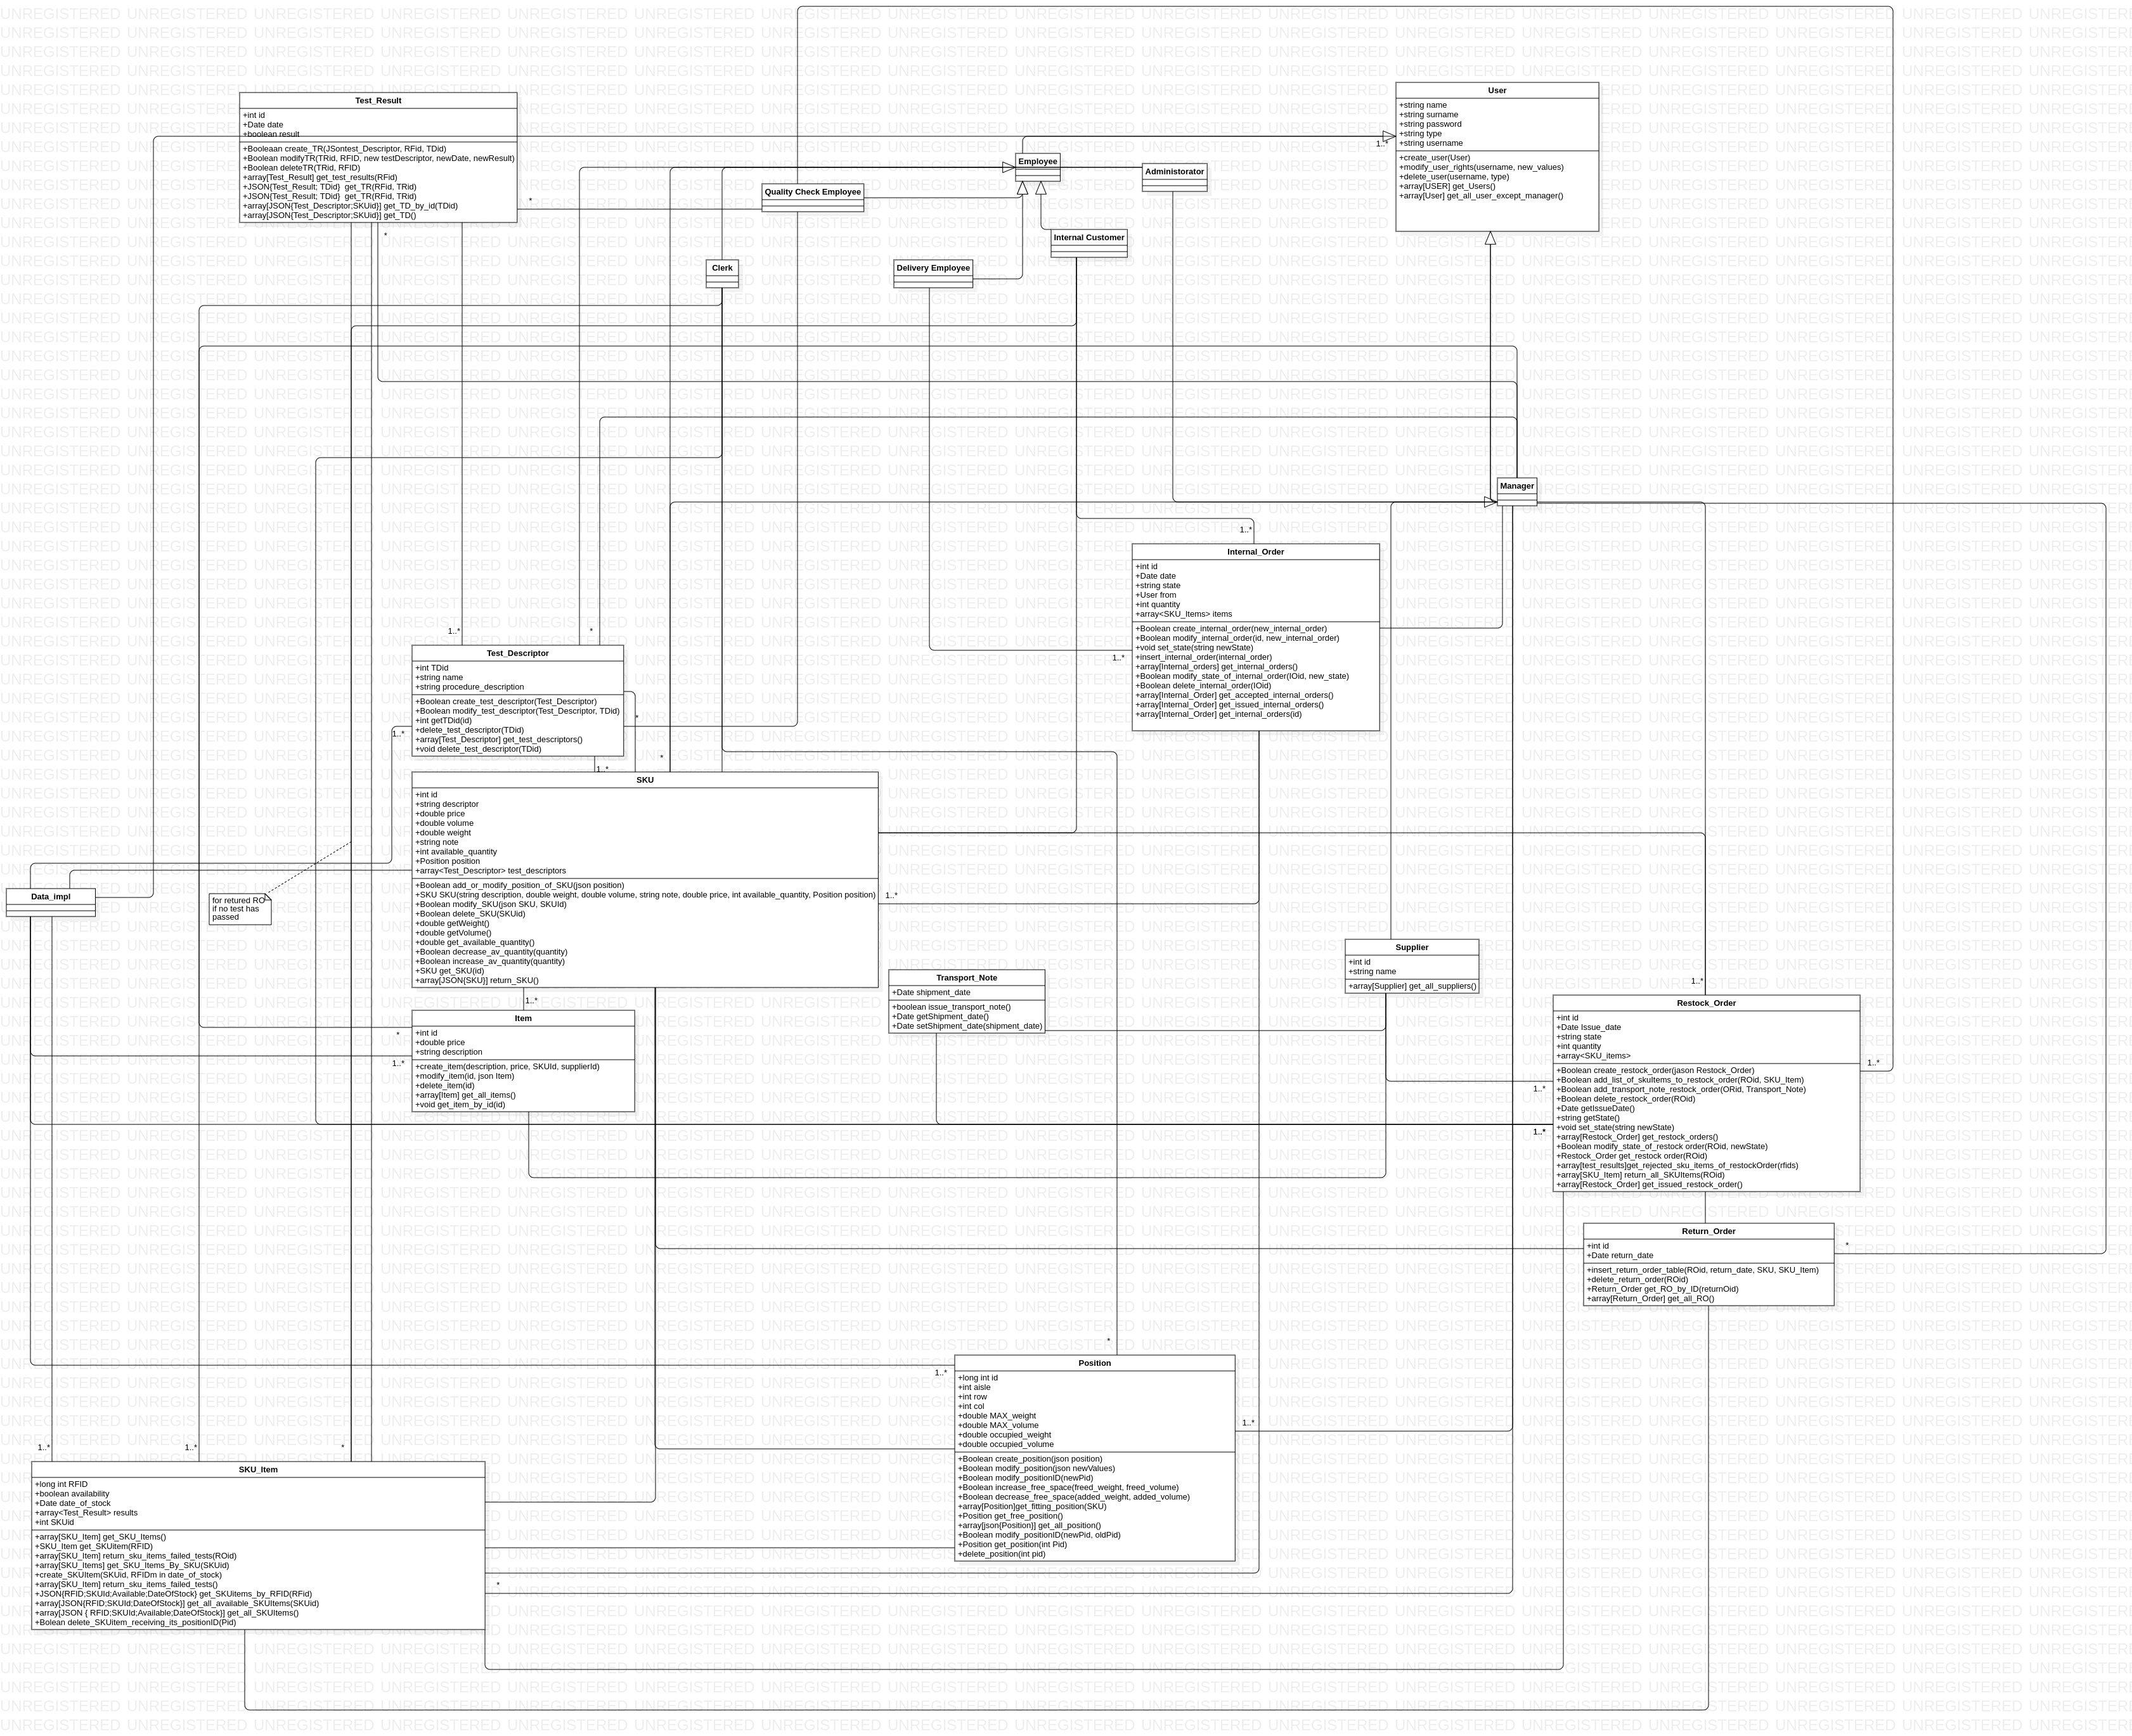 Test_Result
+int id
+Date date
+boolean result
+Booleaan create_TR(JSontest_Descriptor, RFid, TDid)
+Boolean modifyTR(TRid, RFID, new testDescriptor, newDate, newResult)
+Boolean deleteTR(TRid, RFID)
+array[Test_Result] get_test_results(RFid)
+JSON{Test_Result; TDid} get_TR(RFid, TRid)
+JSON{Test_Result; TDid} get_TR(RFid, TRid)
+array[JSON{Test_Descriptor;SKUid}] get_TD_by_id(TDid)
+array[JSON{Test_Descriptor;SKUid}] get_TD()
*
*
User
+string name
+string surname
+string password
+string type
+string username
+create_user(User)
+modify_user_rights(username, new_values)
+delete_user(username, type)
+array[USER] get_Users()
+array[User] get_all_user_except_manager()
1..*
Employee
Administorator
Quality Check Employee
Internal Customer
Clerk
Delivery Employee
Manager
1..*
Internal_Order
+int id
+Date date
+string state
+User from
+int quantity
+array<SKU_Items> items
+Boolean create_internal_order(new_internal_order)
+Boolean modify_internal_order(id, new_internal_order)
+void set_state(string newState)
+insert_internal_order(internal_order)
+array[Internal_orders] get_internal_orders()
+Boolean modify_state_of_internal_order(IOid, new_state)
+Boolean delete_internal_order(IOid)
+array[Internal_Order] get_accepted_internal_orders()
+array[Internal_Order] get_issued_internal_orders()
+array[Internal_Order] get_internal_orders(id)
1..*
1..*
*
Test_Descriptor
+int TDid
+string name
+string procedure_description
+Boolean create_test_descriptor(Test_Descriptor)
+Boolean modify_test_descriptor(Test_Descriptor, TDid)
+int getTDid(id)
+delete_test_descriptor(TDid)
+array[Test_Descriptor] get_test_descriptors()
+void delete_test_descriptor(TDid)
*
1..*
*
1..*
SKU
+int id
+string descriptor
+double price
+double volume
+double weight
+string note
+int available_quantity
+Position position
+array<Test_Descriptor> test_descriptors
+Boolean add_or_modify_position_of_SKU(json position)
+SKU SKU(string description, double weight, double volume, string note, double price, int available_quantity, Position position)
+Boolean modify_SKU(json SKU, SKUId)
+Boolean delete_SKU(SKUid)
+double getWeight()
+double getVolume()
+double get_available_quantity()
+Boolean decrease_av_quantity(quantity)
+Boolean increase_av_quantity(quantity)
+SKU get_SKU(id)
+array[JSON{SKU}] return_SKU()
1..*
Data_impl
for retured RO
if no test has
passed
1..*
Item
+int id
+double price
+string description
+create_item(description, price, SKUId, supplierId)
+modify_item(id, json Item)
+delete_item(id)
+array[Item] get_all_items()
+void get_item_by_id(id)
*
1..*
Transport_Note
+Date shipment_date
+boolean issue_transport_note()
+Date getShipment_date()
+Date setShipment_date(shipment_date)
Supplier
+int id
+string name
+array[Supplier] get_all_suppliers()
1..*
Restock_Order
+int id
+Date Issue_date
+string state
+int quantity
+array<SKU_items>
+Boolean create_restock_order(jason Restock_Order)
+Boolean add_list_of_skuItems_to_restock_order(ROid, SKU_Item)
+Boolean add_transport_note_restock_order(ORid, Transport_Note)
+Boolean delete_restock_order(ROid)
+Date getIssueDate()
+string getState()
+void set_state(string newState)
+array[Restock_Order] get_restock_orders()
+Boolean modify_state_of_restock order(ROid, newState)
+Restock_Order get_restock order(ROid)
+array[test_results]get_rejected_sku_items_of_restockOrder(rfids)
+array[SKU_Item] return_all_SKUItems(ROid)
+array[Restock_Order] get_issued_restock_order()
1..*
1..*
1..*
Return_Order
+int id
+Date return_date
+insert_return_order_table(ROid, return_date, SKU, SKU_Item)
+delete_return_order(ROid)
+Return_Order get_RO_by_ID(returnOid)
+array[Return_Order] get_all_RO()
*
*
1..*
Position
+long int id
+int aisle
+int row
+int col
+double MAX_weight
+double MAX_volume
+double occupied_weight
+double occupied_volume
+Boolean create_position(json position)
+Boolean modify_position(json newValues)
+Boolean modify_positionID(newPid)
+Boolean increase_free_space(freed_weight, freed_volume)
+Boolean decrease_free_space(added_weight, added_volume)
+array[Position]get_fitting_position(SKU)
+Position get_free_position()
+array[json{Position}] get_all_position()
+Boolean modify_positionID(newPid, oldPid)
+Position get_position(int Pid)
+delete_position(int pid)
1..*
1..*
1..*
*
SKU_Item
+long int RFID
+boolean availability
+Date date_of_stock
+array<Test_Result> results
+int SKUid
+array[SKU_Item] get_SKU_Items()
+SKU_Item get_SKUitem(RFID)
+array[SKU_Item] return_sku_items_failed_tests(ROid)
+array[SKU_Items] get_SKU_Items_By_SKU(SKUid)
+create_SKUItem(SKUid, RFIDm in date_of_stock)
+array[SKU_Item] return_sku_items_failed_tests()
+JSON{RFID;SKUId;Available;DateOfStock} get_SKUitems_by_RFID(RFid)
+array[JSON{RFID;SKUId;DateOfStock}] get_all_available_SKUItems(SKUid)
+array[JSON { RFID;SKUId;Available;DateOfStock}] get_all_SKUItems()
+Bolean delete_SKUitem_receiving_its_positionID(Pid)
*